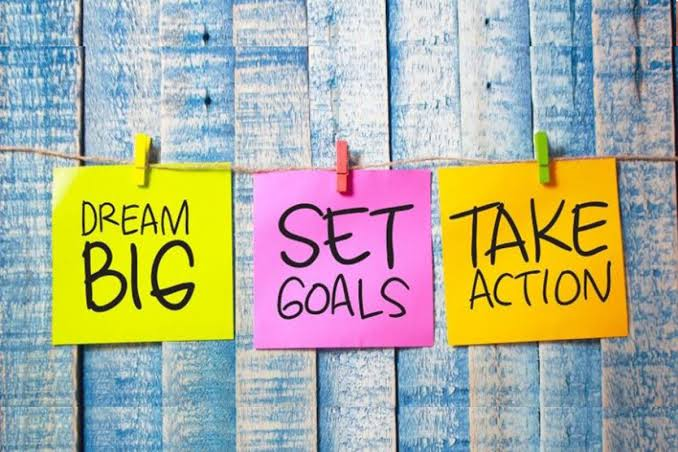 DREAM
BIG
SET
GOALS
TAKE
ACTION